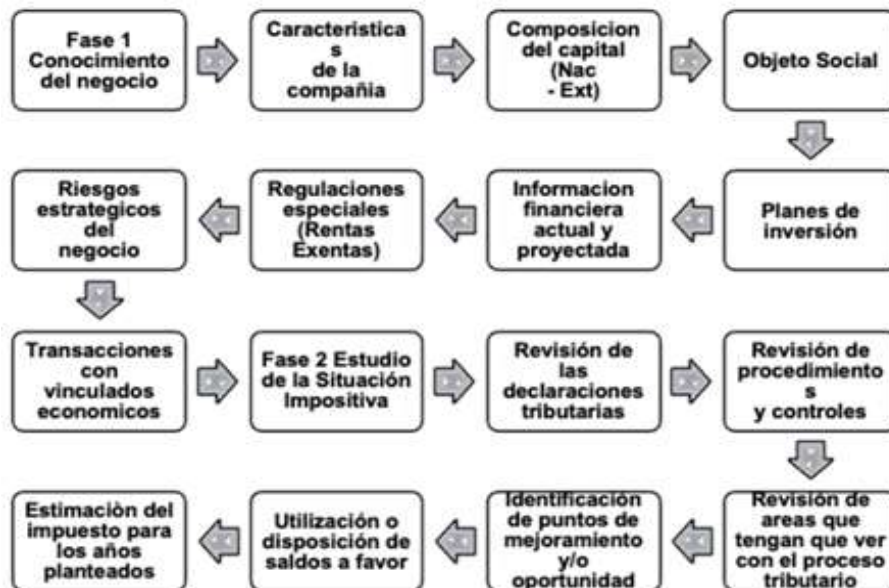 Fase 1
Conocimiento
del negocio
Caracteristica
s
de la
compañia
Composicion
del capital
(Nac
- Ext)
Objeto Social
Planes de
inversión
Informacion
financiera
actual y
proyectada
Regulaciones
especiales
(Rentas
Exentas)
Riesgos
estrategicos
del
negocio
Transacciones
con
vinculados
economicos
Fase 2 Estudio
de la Situación
Impositiva
Revisión de
las
declaraciones
tributarias
Revisión de
procedimiento
s
y controles
Revisión de
areas que
tengan que ver
con el proceso
tributario
Identificación
de puntos de
mejoramiento
y/o
oportunidad
Utilización o
disposición de
saldos a favor
Estimaciòn del
impuesto para
los años
planteados